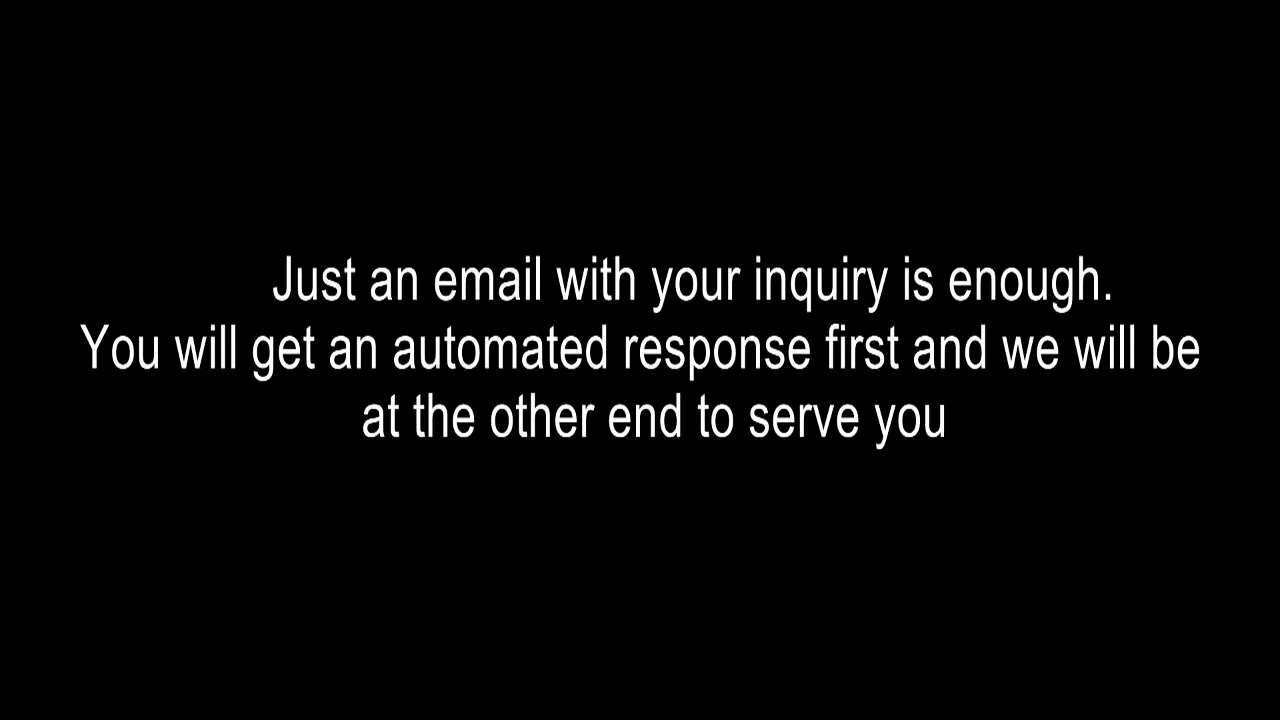 Just an email with your inquiry is enough.
You will get an automated response first and we will be
at the other end to serve you